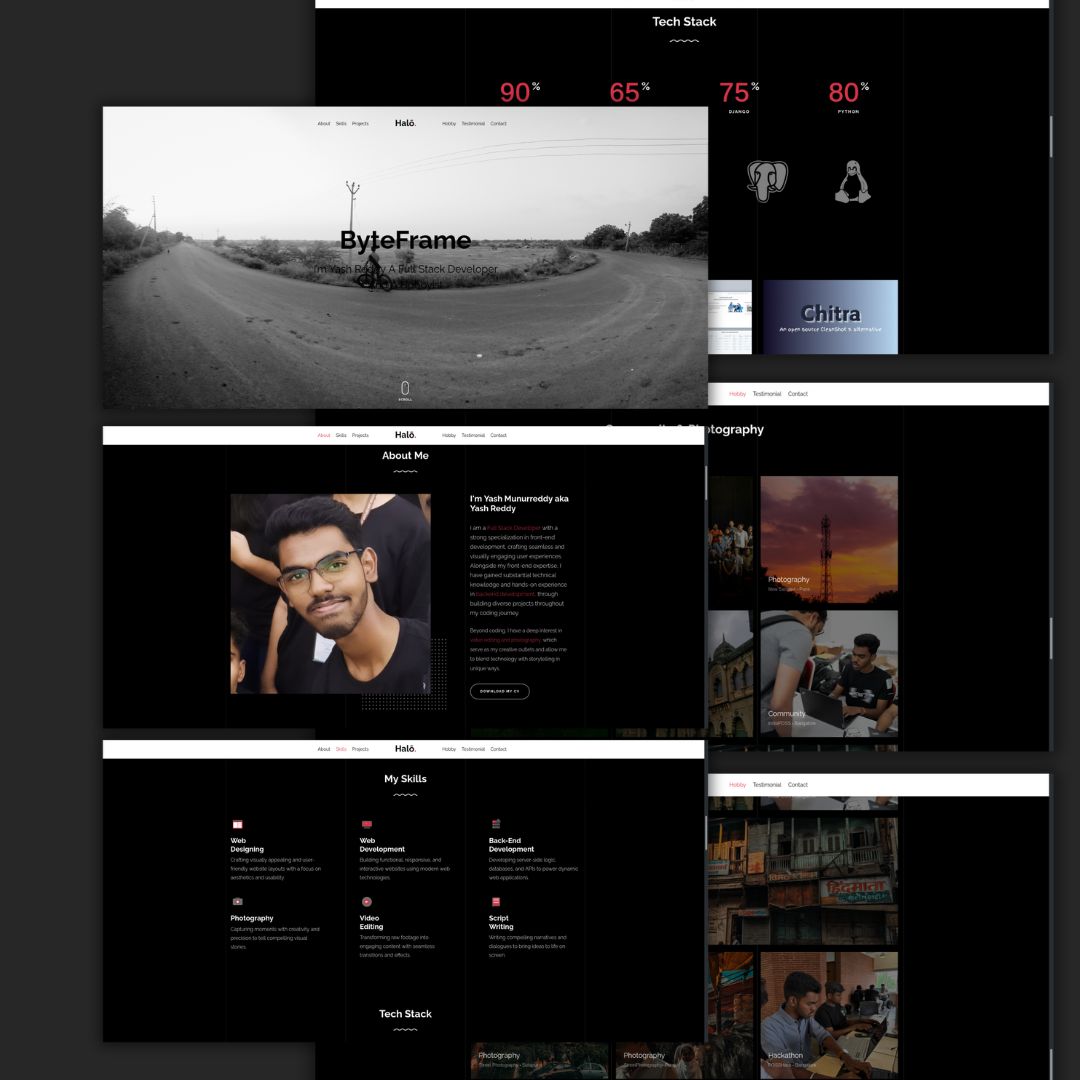 Tech Stack
90%
65%
75%
80%
DJANGO
PYTHON
Chitra
An open source CleanShot X alternative
About Skills Projects Halō. Hobby Testimonial Contact
ByteFrame
I'm Yash Reddy A Full Stack Developer
SCROLL
About Skills Projects Halō. Hobby Testimonial Contact
About Me
I'm Yash Munurreddy aka
Yash Reddy
I am a Full Stack Developer with a
strong specialization in front-end
development, crafting seamless and
visually engaging user experiences.
Alongside my front-end expertise, I
have gained substantial technical
knowledge and hands-on experience
in backend development, through
building diverse projects throughout
my coding journey.
Beyond coding, I have a deep interest in
video editing and photography, which
serve as my creative outlets and allow me
to blend technology with storytelling in
unique ways.
DOWNLOAD MY CV
About Skills Projects Halō. Hobby Testimonial Contact
My Skills
Web
Designing
Crafting visually appealing and user-
friendly website layouts with a focus on
aesthetics and usability.
Web
Development
Building functional, responsive, and
interactive websites using modern web
technologies.
Back-End
Development
Developing server-side logic,
databases, and APIs to power dynamic
web applications.
Photography
Capturing moments with creativity and
precision to tell compelling visual
stories.
Video
Editing
Transforming raw footage into
engaging content with seamless
transitions and effects.
Script
Writing
Writing compelling narratives and
dialogues to bring ideas to life on
screen.
Tech Stack
Hobby Testimonial Contact
Photography
Community
IndiaFOSS - Bangalore
Hobby Testimonial Contact
हिंदमाता
Hackathon
FOSSHack - Bangalore
Photography
Street Photography - Solapur
Photography